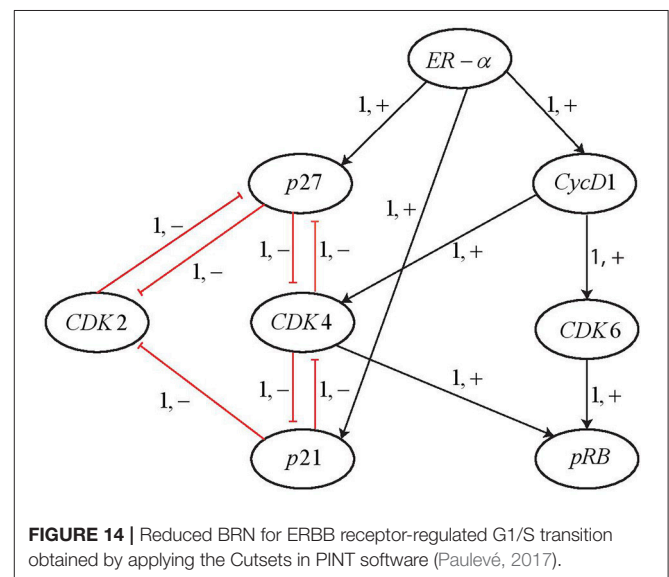 ER – α
1, +
1, +
p27
CycD1
1, +
1, –
1, –
1, –
1, –
1, +
1, +
CDK2
CDK4
CDK6
1, –
1, –
1, –
1, +
1, +
p21
pRB
FIGURE 14 | Reduced BRN for ERBB receptor-regulated G1/S transition
obtained by applying the Cutsets in PINT software (Paulevé, 2017).